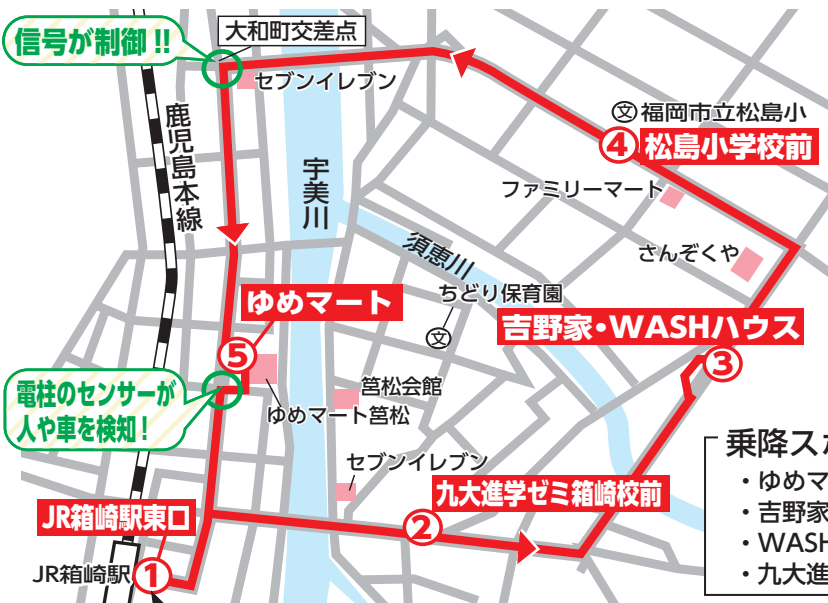 信号が制御!!
大和町交差点
セブンイレブン
鹿児島本線
宇美川
須恵川
福岡市立松島小
文
④
松島小学校前
ファミリーマート
さんぞくや
ちどり保育園
文
ゆめマート
⑤
吉野家・WASHハウス
③
電柱のセンサーが
人や車を検知!
ゆめマート筥松
筥松会館
セブンイレブン
九大進学ゼミ箱崎校前
②
JR箱崎駅東口
JR箱崎駅
①
乗降ス
・ゆめマ
・吉野家
・WASH
・九大進